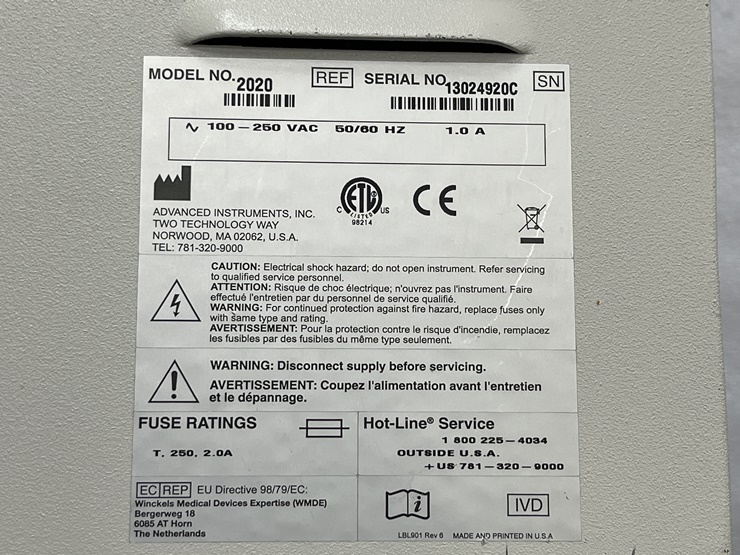 MODEL NO. 2020 REF SERIAL NO. 13024920C SN
100 – 250 VAC 50/60 HZ 1.0 A
C ETL US
LISTED
98214
CE
ADVANCED INSTRUMENTS, INC.
TWO TECHNOLOGY WAY
NORWOOD, MA 02062, U.S.A.
TEL: 781-320-9000
CAUTION: Electrical shock hazard; do not open instrument. Refer servicing
to qualified service personnel.
ATTENTION: Risque de choc électrique; n'ouvrez pas l'instrument. Faire
effectué l'entretien par du personnel de service qualifié.
WARNING: For continued protection against fire hazard, replace fuses only
with same type and rating.
AVERTISSEMENT: Pour la protection contre le risque d'incendie, remplacez
les fusibles par des fusibles du même type seulement.
WARNING: Disconnect supply before servicing.
AVERTISSEMENT: Coupez l'alimentation avant l'entretien
et le dépannage.
FUSE RATINGS
T, 250, 2.0A
Hot-Line® Service
1 800 225-4034
OUTSIDE U.S.A.
+US 781-320-9000
EC REP EU Directive 98/79/EC:
Winckels Medical Devices Expertise (WMDE)
Bergerweg 18
6085 AT Horn
The Netherlands
i IVD
LBL901 Rev 6 MADE AND PRINTED IN U.S.A